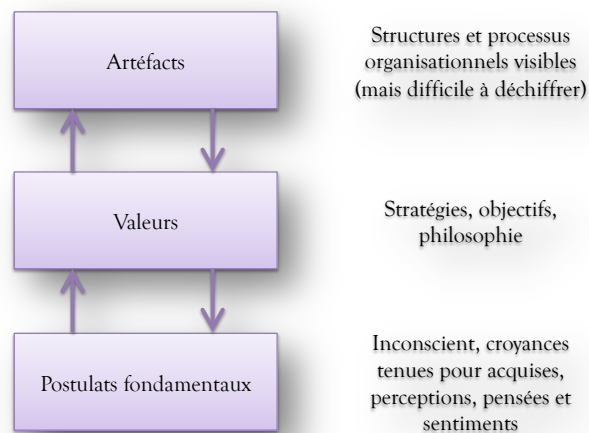 Artéfacts
Structures et processus
organisationnels visibles
(mais difficile à déchiffrer)
Valeurs
Stratégies, objectifs,
philosophie
Postulats fondamentaux
Inconscient, croyances
tenues pour acquises,
perceptions, pensées et
sentiments